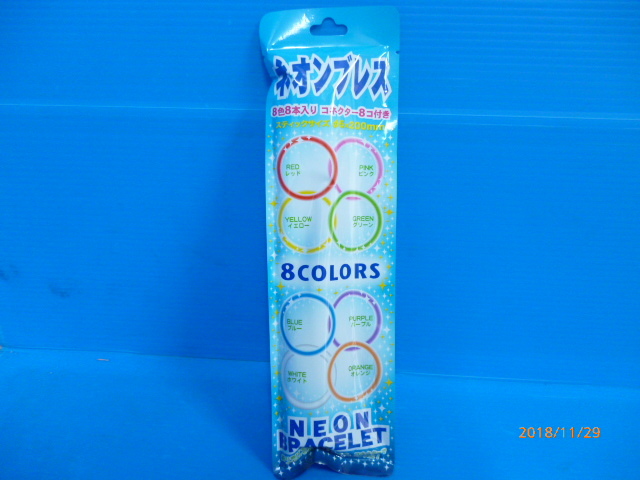 ネオンブレス
8色8本入り コネクター8コ付き
RED
レッド
PINK
ピンク
YELLOW
イエロー
GREEN
グリーン
8COLORS
BLUE
ブルー
PURPLE
パープル
WHITE
ホワイト
ORANGE
オレンジ
NEON
BRACELET
2018/11/29